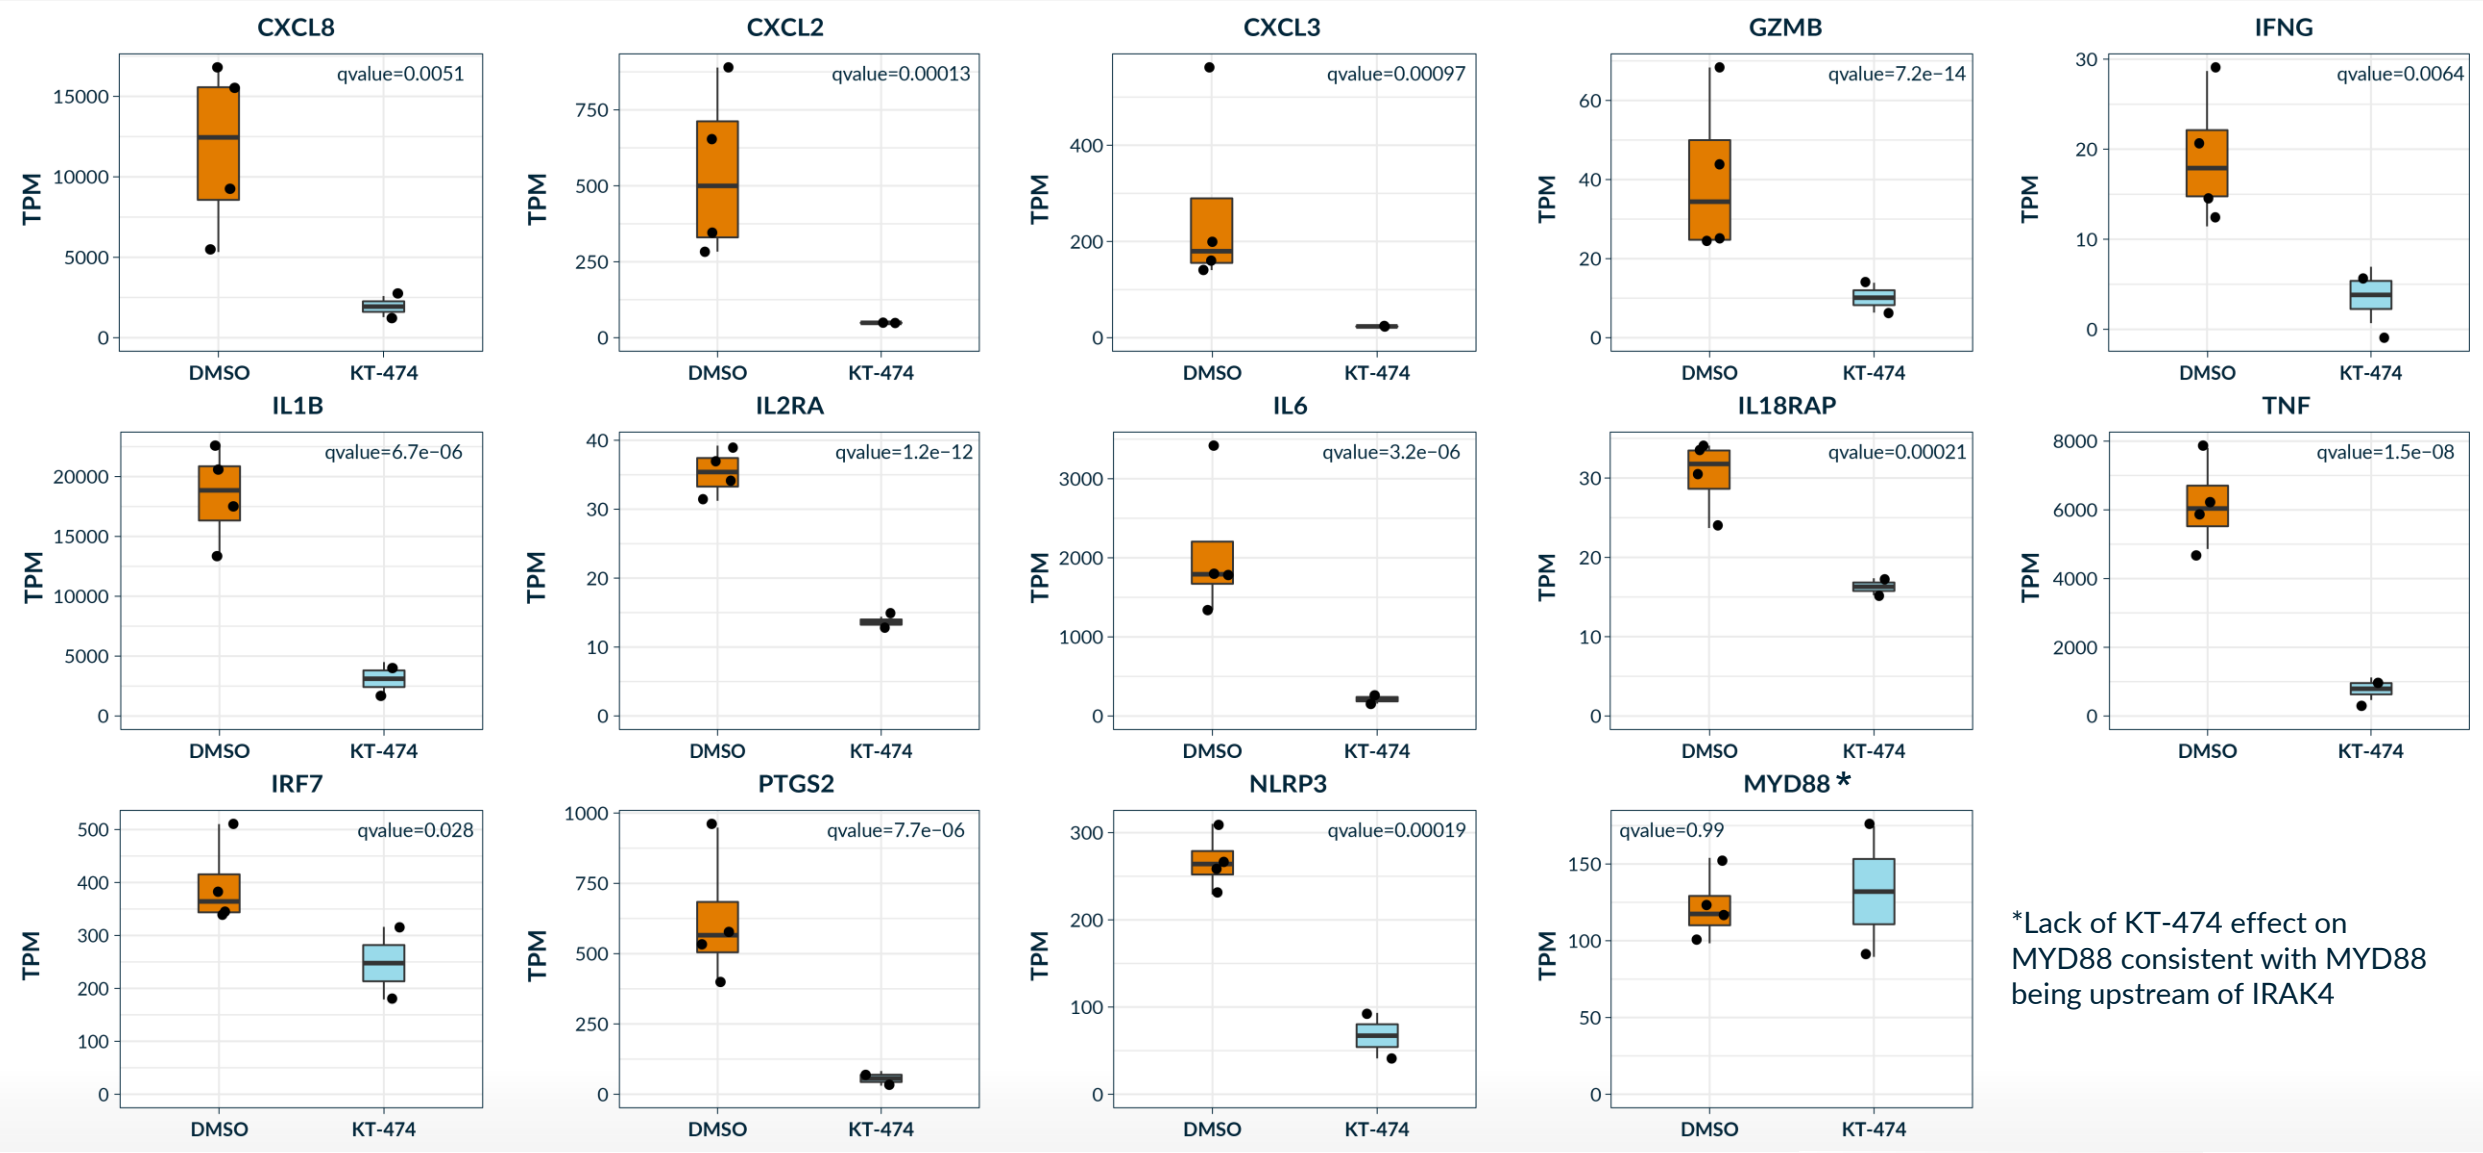 CXCL8
CXCL2
CXCL3
GZMB
IFNG
qvalue=0.0051
qvalue=0.00013
qvalue=0.00097
qvalue=7.2e−14
qvalue=0.0064
TPM
15000
10000
5000
0
DMSO
KT-474
TPM
750
500
250
0
DMSO
KT-474
TPM
400
200
0
DMSO
KT-474
TPM
60
40
20
0
DMSO
KT-474
TPM
30
20
10
0
DMSO
KT-474
IL1B
IL2RA
IL6
IL18RAP
TNF
qvalue=6.7e−06
qvalue=1.2e−12
qvalue=3.2e−06
qvalue=0.00021
qvalue=1.5e−08
TPM
20000
15000
10000
5000
0
DMSO
KT-474
TPM
40
30
20
10
0
DMSO
KT-474
TPM
3000
2000
1000
0
DMSO
KT-474
TPM
30
20
10
0
DMSO
KT-474
TPM
8000
6000
4000
2000
0
DMSO
KT-474
IRF7
PTGS2
NLRP3
MYD88 *
qvalue=0.028
qvalue=7.7e−06
qvalue=0.00019
qvalue=0.99
TPM
500
400
300
200
100
0
DMSO
KT-474
TPM
1000
750
500
250
0
DMSO
KT-474
TPM
300
200
100
0
DMSO
KT-474
TPM
150
100
50
0
DMSO
KT-474
*Lack of KT-474 effect on
MYD88 consistent with MYD88
being upstream of IRAK4